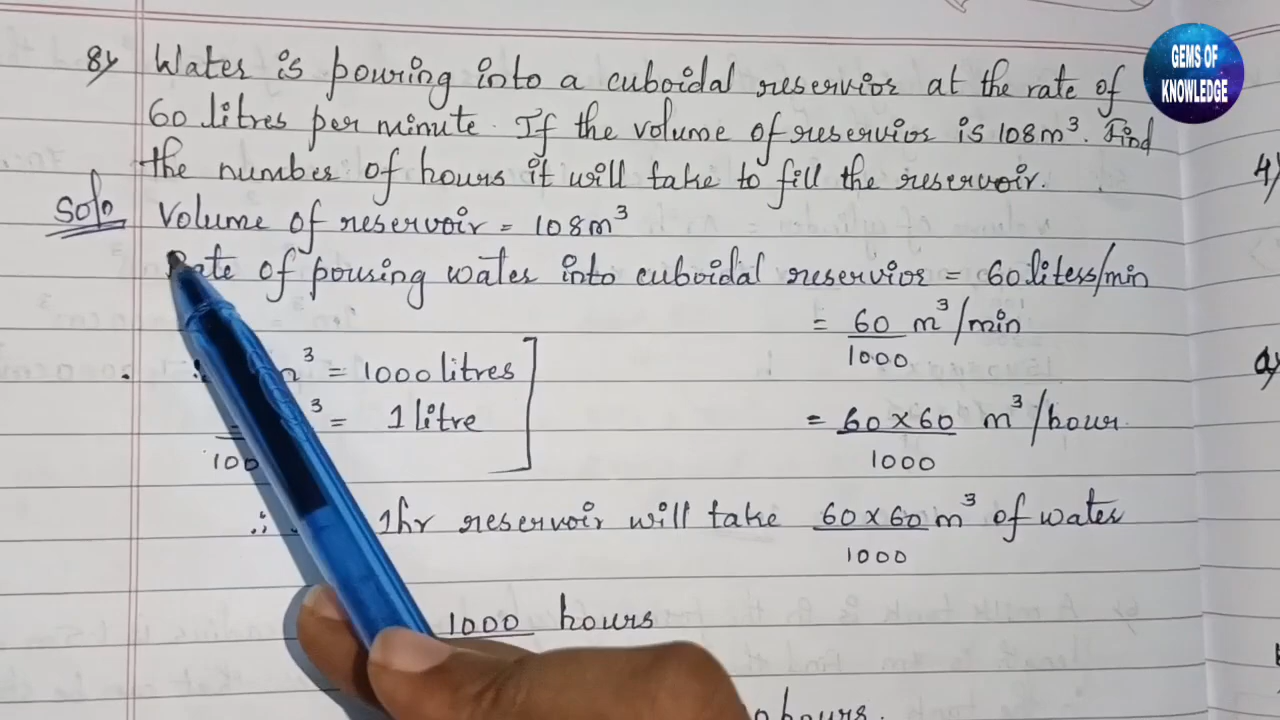 GEMS OF
KNOWLEDGE
8) Water is pouring into a cuboidal reservior at the rate of
60 litres per minute. If the volume of reservior is 108m³. Find
the number of hours it will take to fill the reservoir.
Soln Volume of reservoir = 108m³
Rate of pouring water into cuboidal reservior = 60 liters/min
= 60/1000 m³/min
m³ = 1000 litres
³ = 1 litre
100
= 60 x 60/1000 m³/hour
∴ 1hr reservoir will take 60 x 60/1000 m³ of water
1000 hours
hours.
4)
a)